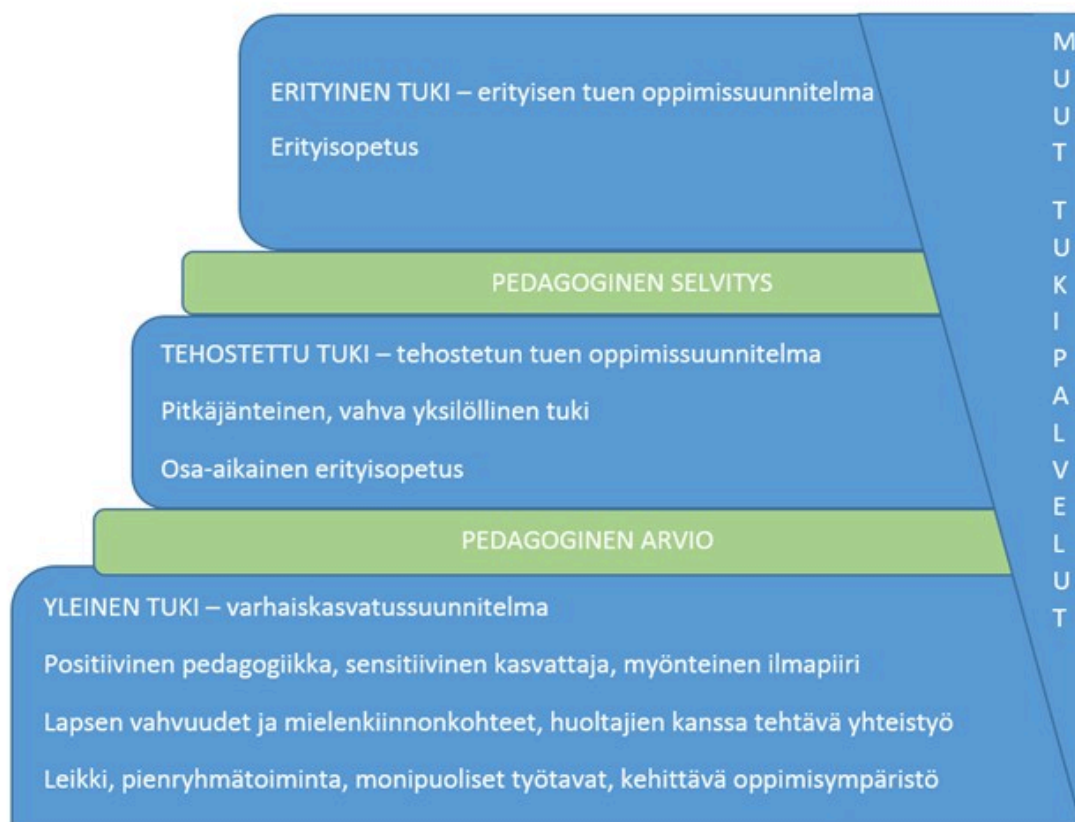 ERITYINEN TUKI – erityisen tuen oppimissuunnitelma
Erityisopetus
PEDAGOGINEN SELVITYS
TEHOSTETTU TUKI – tehostetun tuen oppimissuunnitelma
Pitkäjänteinen, vahva yksilöllinen tuki
Osa-aikainen erityisopetus
PEDAGOGINEN ARVIO
YLEINEN TUKI – varhaiskasvatussuunnitelma
Positiivinen pedagogiikka, sensitiivinen kasvattaja, myönteinen ilmapiiri
Lapsen vahvuudet ja mielenkiinnonkohteet, huoltajien kanssa tehtävä yhteistyö
Leikki, pienryhmätoiminta, monipuoliset työtavat, kehittävä oppimisympäristö
MUUT TUKIPALVELUT